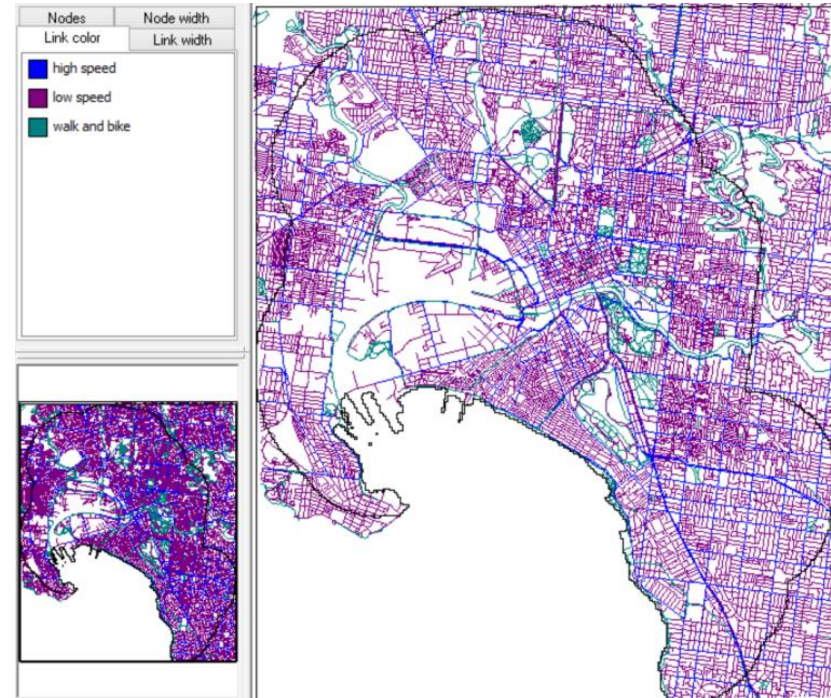 Nodes
Node width
Link color
Link width
high speed
low speed
walk and bike